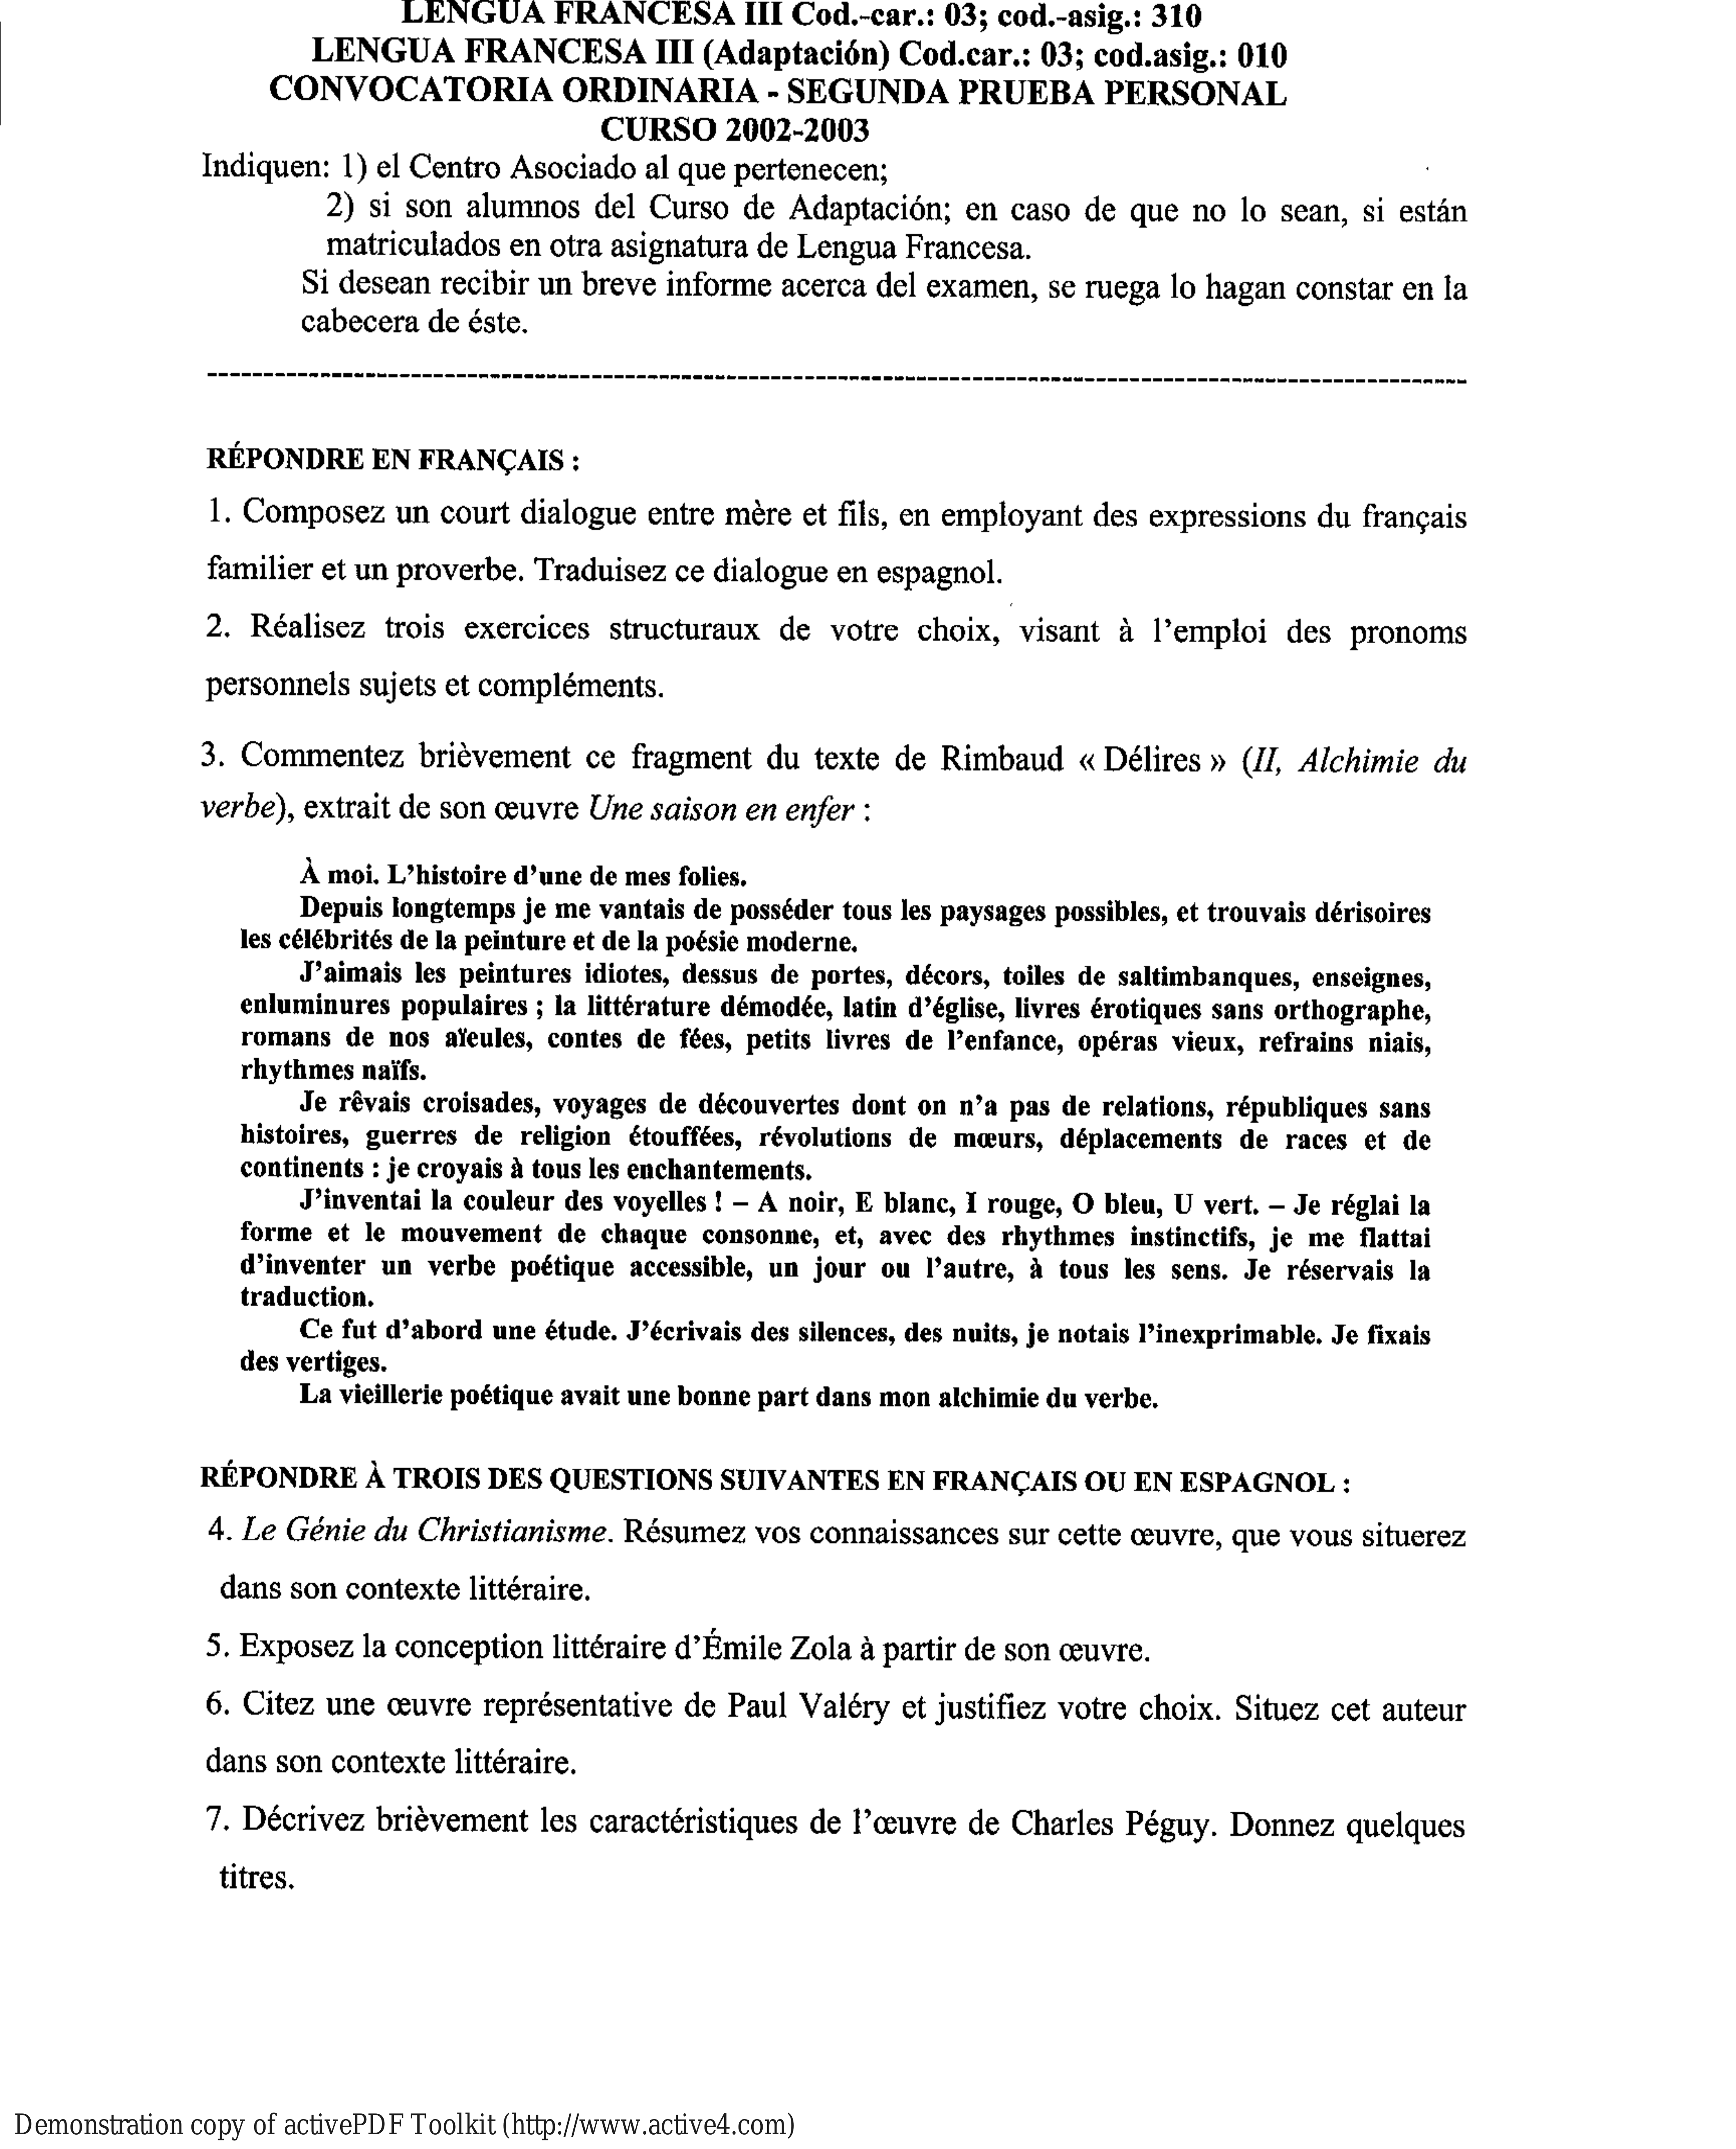 LENGUA FRANCESA III Cod.-car.: 03; cod.-asig.: 310
LENGUA FRANCESA III (Adaptación) Cod.car.: 03; cod.asig.: 010
CONVOCATORIA ORDINARIA - SEGUNDA PRUEBA PERSONAL
CURSO 2002-2003
Indiquen: 1) el Centro Asociado al que pertenecen;
2) si son alumnos del Curso de Adaptación; en caso de que no lo sean, si están
matriculados en otra asignatura de Lengua Francesa.
Si desean recibir un breve informe acerca del examen, se ruega lo hagan constar en la
cabecera de éste.
RÉPONDRE EN FRANÇAIS :
1. Composez un court dialogue entre mère et fils, en employant des expressions du français
familier et un proverbe. Traduisez ce dialogue en espagnol.
2. Réalisez trois exercices structuraux de votre choix, visant à l'emploi des pronoms
personnels sujets et compléments.
3. Commentez brièvement ce fragment du texte de Rimbaud « Délires » (II, Alchimie du
verbe), extrait de son œuvre Une saison en enfer :
À moi. L'histoire d'une de mes folies.
Depuis longtemps je me vantais de posséder tous les paysages possibles, et trouvais dérisoires
les célébrités de la peinture et de la poésie moderne.
J'aimais les peintures idiotes, dessus de portes, décors, toiles de saltimbanques, enseignes,
enluminures populaires ; la littérature démodée, latin d'église, livres érotiques sans orthographe,
romans de nos aïeules, contes de fées, petits livres de l'enfance, opéras vieux, refrains niais,
rhythmes naïfs.
Je rêvais croisades, voyages de découvertes dont on n'a pas de relations, républiques sans
histoires, guerres de religion étouffées, révolutions de mœurs, déplacements de races et de
continents : je croyais à tous les enchantements.
J'inventai la couleur des voyelles ! – A noir, E blanc, I rouge, O bleu, U vert. – Je réglai la
forme et le mouvement de chaque consonne, et, avec des rhythmes instinctifs, je me flattai
d'inventer un verbe poétique accessible, un jour ou l'autre, à tous les sens. Je réservais la
traduction.
Ce fut d'abord une étude. J'écrivais des silences, des nuits, je notais l'inexprimable. Je fixais
des vertiges.
La vieillerie poétique avait une bonne part dans mon alchimie du verbe.
RÉPONDRE À TROIS DES QUESTIONS SUIVANTES EN FRANÇAIS OU EN ESPAGNOL :
4. Le Génie du Christianisme. Résumez vos connaissances sur cette œuvre, que vous situerez
dans son contexte littéraire.
5. Exposez la conception littéraire d'Émile Zola à partir de son œuvre.
6. Citez une œuvre représentative de Paul Valéry et justifiez votre choix. Situez cet auteur
dans son contexte littéraire.
7. Décrivez brièvement les caractéristiques de l'œuvre de Charles Péguy. Donnez quelques
titres.
Demonstration copy of activePDF Toolkit (http://www.active4.com)